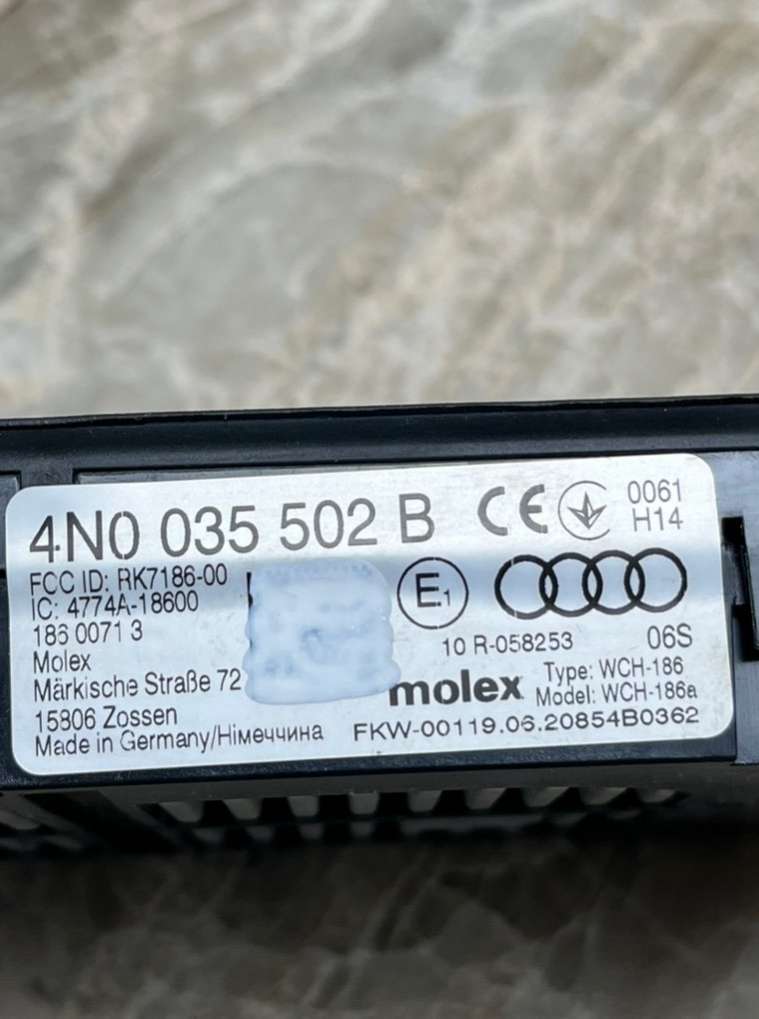 4N0 035 502 B CE 0061
H14
FCC ID: RK7186-00
IC: 4774A-18600
186 0071 3
Molex
Märkische Straße 72
15806 Zossen
Made in Germany/Німеччина
E1
10 R-058253 06S
molex Type: WCH-186
Model: WCH-186a
FKW-00119.06.20854B0362